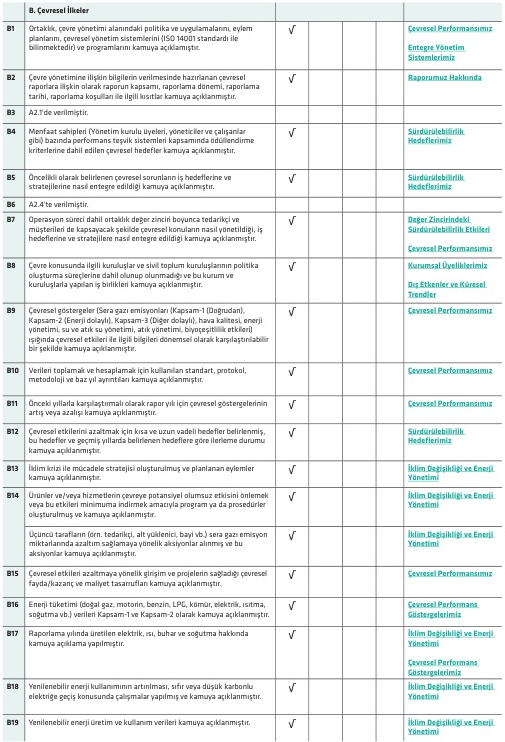 B. Çevresel İlkeler
B1
Ortaklık, çevre yönetimi alanındaki politika ve uygulamalarını, eylem
planlarını, çevresel yönetim sistemlerini (ISO 14001 standardı ile
bilinmektedir) ve programlarını kamuya açıklamıştır.
√
Çevresel Performansımız
Entegre Yönetim
Sistemlerimiz
B2
Çevre yönetimine ilişkin bilgilerin verilmesinde hazırlanan çevresel
raporlara ilişkin olarak raporun kapsamı, raporlama dönemi, raporlama
tarihi, raporlama koşulları ile ilgili kısıtlar kamuya açıklanmıştır.
√
Raporumuz Hakkında
B3
A2.1'de verilmiştir.
B4
Menfaat sahipleri (Yönetim kurulu üyeleri, yöneticiler ve çalışanlar
gibi) bazında performans teşvik sistemleri kapsamında ödüllendirme
kriterlerine dahil edilen çevresel hedefler kamuya açıklanmıştır.
√
Sürdürülebilirlik
Hedeflerimiz
B5
Öncelikli olarak belirlenen çevresel sorunların iş hedeflerine ve
stratejilerine nasıl entegre edildiği kamuya açıklanmıştır.
√
Sürdürülebilirlik
Hedeflerimiz
B6
A2.4'te verilmiştir.
B7
Operasyon süreci dahil ortaklık değer zinciri boyunca tedarikçi ve
müşterileri de kapsayacak şekilde çevresel konuların nasıl yönetildiği, iş
hedeflerine ve stratejilere nasıl entegre edildiği kamuya açıklanmıştır.
√
Değer Zincirindeki
Sürdürülebilirlik Etkileri
Çevresel Performansımız
B8
Çevre konusunda ilgili kuruluşlar ve sivil toplum kuruluşlarının politika
oluşturma süreçlerine dahil olunup olunmadığı ve bu kurum ve
kuruluşlarla yapılan iş birlikleri kamuya açıklanmıştır.
√
Kurumsal Üyeliklerimiz
Dış Etkenler ve Küresel
Trendler
B9
Çevresel göstergeler (Sera gazı emisyonları (Kapsam-1 (Doğrudan),
Kapsam-2 (Enerji dolaylı), Kapsam-3 (Diğer dolaylı), hava kalitesi, enerji
yönetimi, su ve atık su yönetimi, atık yönetimi, biyoçeşitlilik etkileri)
ışığında çevresel etkileri ile ilgili bilgileri dönemsel olarak karşılaştırılabilir
bir şekilde kamuya açıklanmıştır.
√
Çevresel Performansımız
B10
Verileri toplamak ve hesaplamak için kullanılan standart, protokol,
metodoloji ve baz yıl ayrıntıları kamuya açıklanmıştır.
√
Çevresel Performansımız
B11
Önceki yıllarla karşılaştırmalı olarak rapor yılı için çevresel göstergelerinin
artış veya azalışı kamuya açıklanmıştır.
√
Çevresel Performansımız
B12
Çevresel etkilerini azaltmak için kısa ve uzun vadeli hedefler belirlenmiş,
bu hedefler ve geçmiş yıllarda belirlenen hedeflere göre ilerleme durumu
kamuya açıklanmıştır.
√
Sürdürülebilirlik
Hedeflerimiz
B13
İklim krizi ile mücadele stratejisi oluşturulmuş ve planlanan eylemler
kamuya açıklanmıştır.
√
İklim Değişikliği ve Enerji
Yönetimi
B14
Ürünler ve/veya hizmetlerin çevreye potansiyel olumsuz etkisini önlemek
veya bu etkileri minimuma indirmek amacıyla program ya da prosedürler
oluşturulmuş ve kamuya açıklanmıştır.
√
İklim Değişikliği ve Enerji
Yönetimi
Üçüncü tarafların (örn. tedarikçi, alt yüklenici, bayi vb.) sera gazı emisyon
miktarlarında azaltım sağlamaya yönelik aksiyonlar alınmış ve bu
aksiyonlar kamuya açıklanmıştır.
√
İklim Değişikliği ve Enerji
Yönetimi
B15
Çevresel etkileri azaltmaya yönelik girişim ve projelerin sağladığı çevresel
fayda/kazanç ve maliyet tasarrufları kamuya açıklanmıştır.
√
Çevresel Performansımız
B16
Enerji tüketimi (doğal gaz, motorin, benzin, LPG, kömür, elektrik, ısıtma,
soğutma vb.) verileri Kapsam-1 ve Kapsam-2 olarak kamuya açıklanmıştır.
√
Çevresel Performans
Göstergelerimiz
B17
Raporlama yılında üretilen elektrik, ısı, buhar ve soğutma hakkında
kamuya açıklama yapılmıştır.
√
İklim Değişikliği ve Enerji
Yönetimi
Çevresel Performans
Göstergelerimiz
B18
Yenilenebilir enerji kullanımının artırılması, sıfır veya düşük karbonlu
elektriğe geçiş konusunda çalışmalar yapılmış ve kamuya açıklanmıştır.
√
İklim Değişikliği ve Enerji
Yönetimi
B19
Yenilenebilir enerji üretim ve kullanım verileri kamuya açıklanmıştır.
√
İklim Değişikliği ve Enerji
Yönetimi